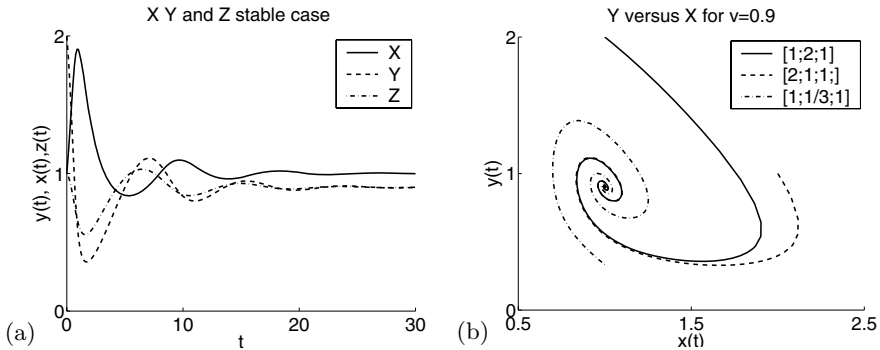 X Y and Z stable case
2
1
0
0
10
20
30
y(t), x(t),z(t)
t
X
Y
Z
(a)
Y versus X for v=0.9
2
1
0
0.5
1.5
2.5
y(t)
x(t)
[1;2;1]
[2;1;1;]
[1;1/3;1]
(b)